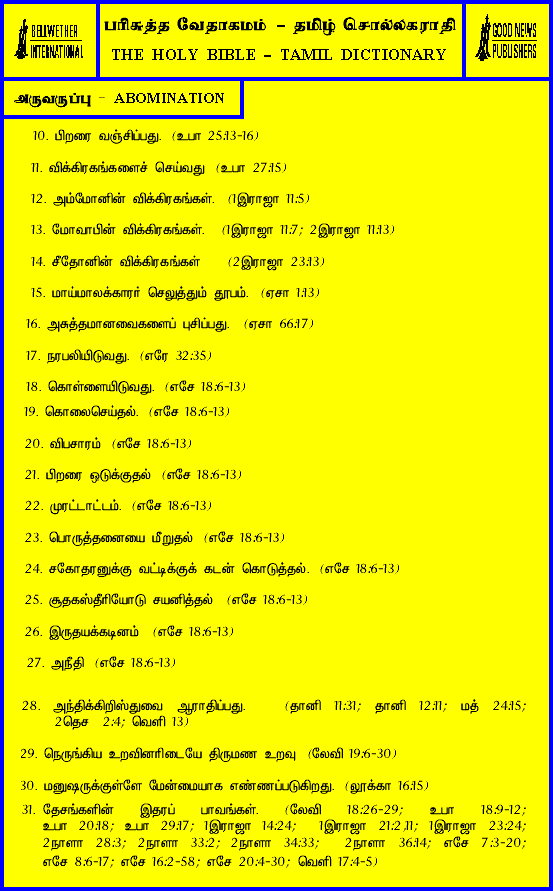 BELLWETHER
INTERNATIONAL
பரிசுத்த வேதாகமம் - தமிழ் சொல்லகராதி
THE HOLY BIBLE - TAMIL DICTIONARY
GOOD NEWS
PUBLISHERS
அருவருப்பு - ABOMINATION
10. பிறரை வஞ்சிப்பது. (உபா 25:13-16)
11. விக்கிரகங்களைச் செய்வது (உபா 27:15)
12. அம்மோனின் விக்கிரகங்கள். (1இராஜா 11:5)
13. மோவாபின் விக்கிரகங்கள். (1இராஜா 11:7; 2இராஜா 11:13)
14. சீதோனின் விக்கிரகங்கள் (2இராஜா 23:13)
15. மாய்மாலக்காரர் செலுத்தும் தூபம். (ஏசா 1:13)
16. அசுத்தமானவைகளைப் புசிப்பது. (ஏசா 66:17)
17. நரபலியிடுவது. (எரே 32:35)
18. கொள்ளையிடுவது. (எசே 18:6-13)
19. கொலைசெய்தல். (எசே 18:6-13)
20. விபசாரம் (எசே 18:6-13)
21. பிறரை ஒடுக்குதல் (எசே 18:6-13)
22. முரட்டாட்டம். (எசே 18:6-13)
23. பொருத்தனையை மீறுதல் (எசே 18:6-13)
24. சகோதரனுக்கு வட்டிக்குக் கடன் கொடுத்தல். (எசே 18:6-13)
25. சூதகஸ்தீரியோடு சயனித்தல் (எசே 18:6-13)
26. இருதயக்கடினம் (எசே 18:6-13)
27. அநீதி (எசே 18:6-13)
28. அந்திக்கிறிஸ்துவை ஆராதிப்பது. (தானி 11:31; தானி 12:11; மத் 24:15;
2தெச 2:4; வெளி 13)
29. நெருங்கிய உறவினரிடையே திருமண உறவு (லேவி 19:6-30)
30. மனுஷருக்குள்ளே மேன்மையாக எண்ணப்படுகிறது. (லூக்கா 16:15)
31. தேசங்களின் இதரப் பாவங்கள். (லேவி 18:26-29; உபா 18:9-12;
உபா 20:18; உபா 29:17; 1இராஜா 14:24; 1இராஜா 21:2,11; 1இராஜா 23:24;
2நாளா 28:3; 2நாளா 33:2; 2நாளா 34:33; 2நாளா 36:14; எசே 7:3-20;
எசே 8:6-17; எசே 16:2-58; எசே 20:4-30; வெளி 17:4-5)